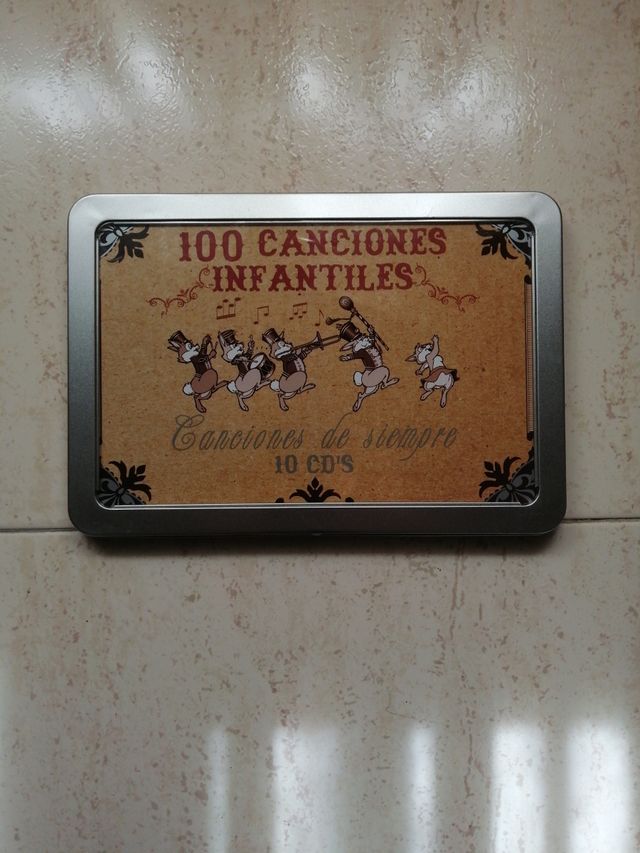 100 CANCIONES
INFANTILES
Canciones de siempre
10 CD'S